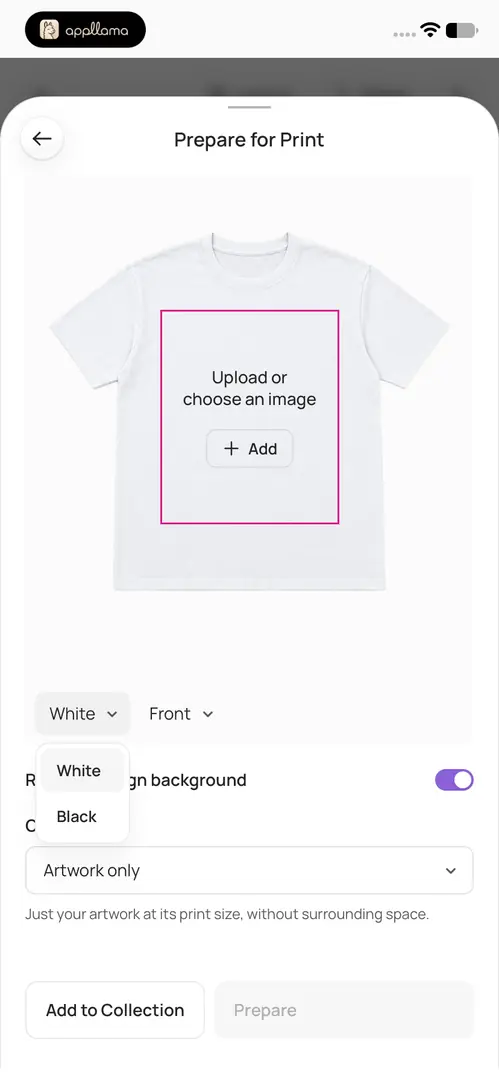 appllama
Prepare for Print
Upload or
choose an image
+ Add
White
Front
White
Black
gn background
Artwork only
Just your artwork at its print size, without surrounding space.
Add to Collection
Prepare